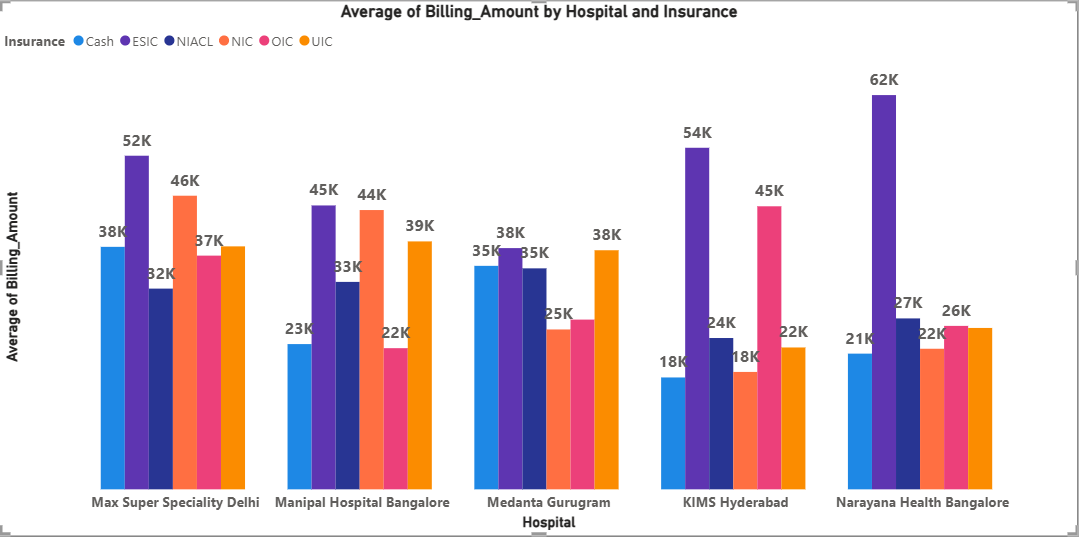 Average of Billing_Amount by Hospital and Insurance
Insurance Cash ESIC NIACL NIC OIC UIC
Average of Billing_Amount
38K 52K 32K 46K 37K
23K 45K 33K 44K 22K 39K
35K 38K 35K 25K 38K
18K 54K 24K 18K 45K 22K
21K 62K 27K 22K 26K
Max Super Speciality Delhi Manipal Hospital Bangalore Medanta Gurugram KIMS Hyderabad Narayana Health Bangalore
Hospital